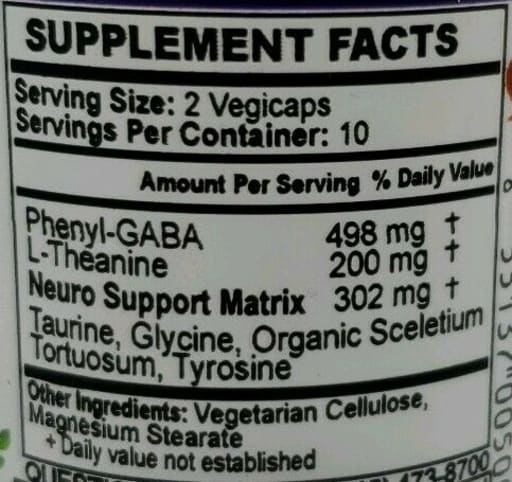 SUPPLEMENT FACTS
Serving Size: 2 Vegicaps
Servings Per Container: 10
Amount Per Serving % Daily Value
Phenyl-GABA 498 mg †
L-Theanine 200 mg †
Neuro Support Matrix 302 mg †
Taurine, Glycine, Organic Sceletium
Tortuosum, Tyrosine
Other Ingredients: Vegetarian Cellulose,
Magnesium Stearate
+ Daily value not established
473-8700